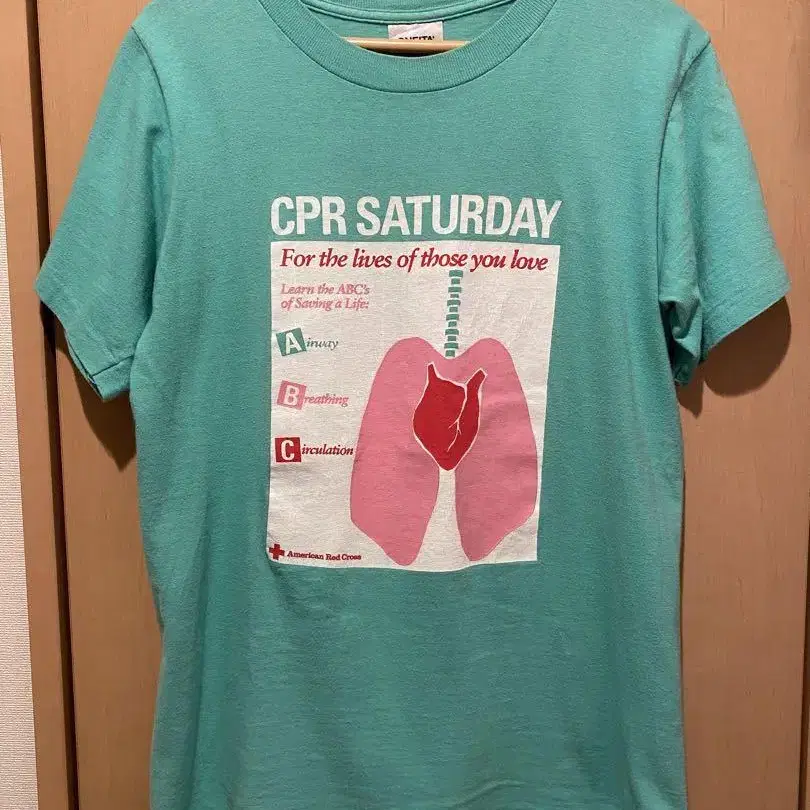 CPR SATURDAY
For the lives of those you love
Learn the ABC's
of Saving a Life:
Airway
Breathing
Circulation
American Red Cross